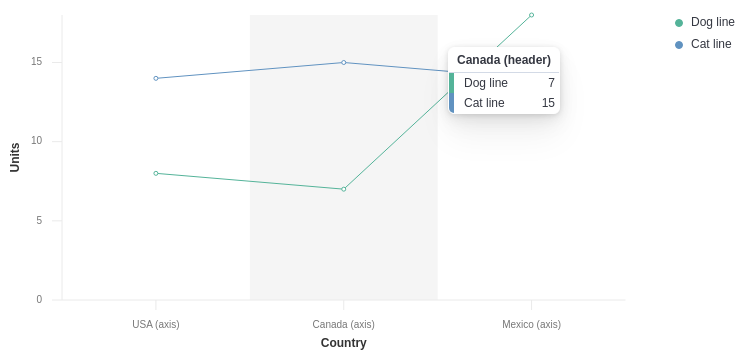 Dog line
Cat line
Canada (header)
Dog line 7
Cat line 15
15
10
5
0
Units
USA (axis)
Canada (axis)
Mexico (axis)
Country